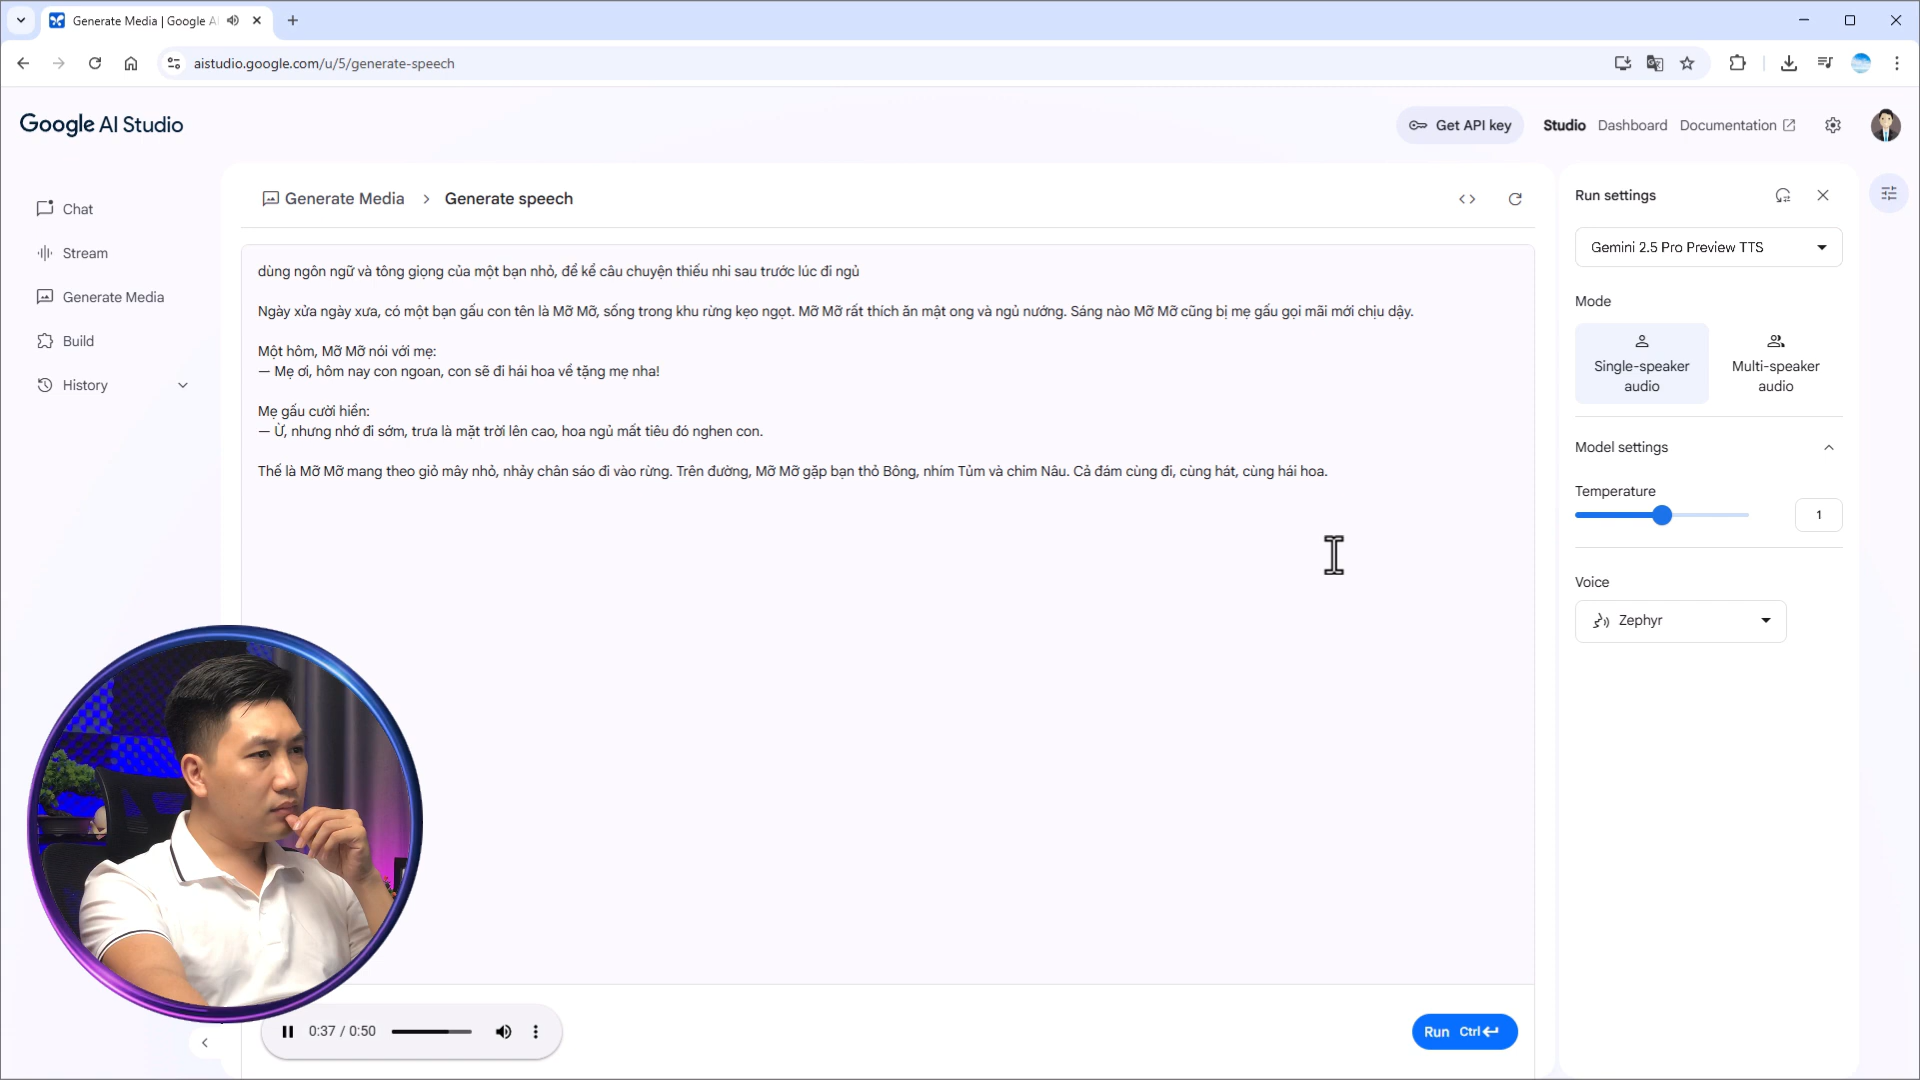 Generate Media | Google A
aistudio.google.com/u/5/generate-speech
Google AI Studio
Get API key
Studio
Dashboard
Documentation
Chat
Stream
Generate Media
Build
History
Generate Media > Generate speech
dùng ngôn ngữ và tông giọng của một bạn nhỏ, để kể câu chuyện thiếu nhi sau trước lúc đi ngủ
Ngày xửa ngày xưa, có một bạn gấu con tên là Mỡ Mỡ, sống trong khu rừng kẹo ngọt. Mỡ Mỡ rất thích ăn mật ong và ngủ nướng. Sáng nào Mỡ Mỡ cũng bị mẹ gấu gọi mãi mới chịu dậy.
Một hôm, Mỡ Mỡ nói với mẹ:
— Mẹ ơi, hôm nay con ngoan, con sẽ đi hái hoa về tặng mẹ nha!
Mẹ gấu cười hiền:
— Ừ, nhưng nhớ đi sớm, trưa là mặt trời lên cao, hoa ngủ mất tiêu đó nghen con.
Thế là Mỡ Mỡ mang theo giỏ mây nhỏ, nhảy chân sáo đi vào rừng. Trên đường, Mỡ Mỡ gặp bạn thỏ Bông, nhím Tủm và chim Nâu. Cả đám cùng đi, cùng hát, cùng hái hoa.
0:37 / 0:50
Run Ctrl
Run settings
Gemini 2.5 Pro Preview TTS
Mode
Single-speaker
audio
Multi-speaker
audio
Model settings
Temperature
1
Voice
Zephyr